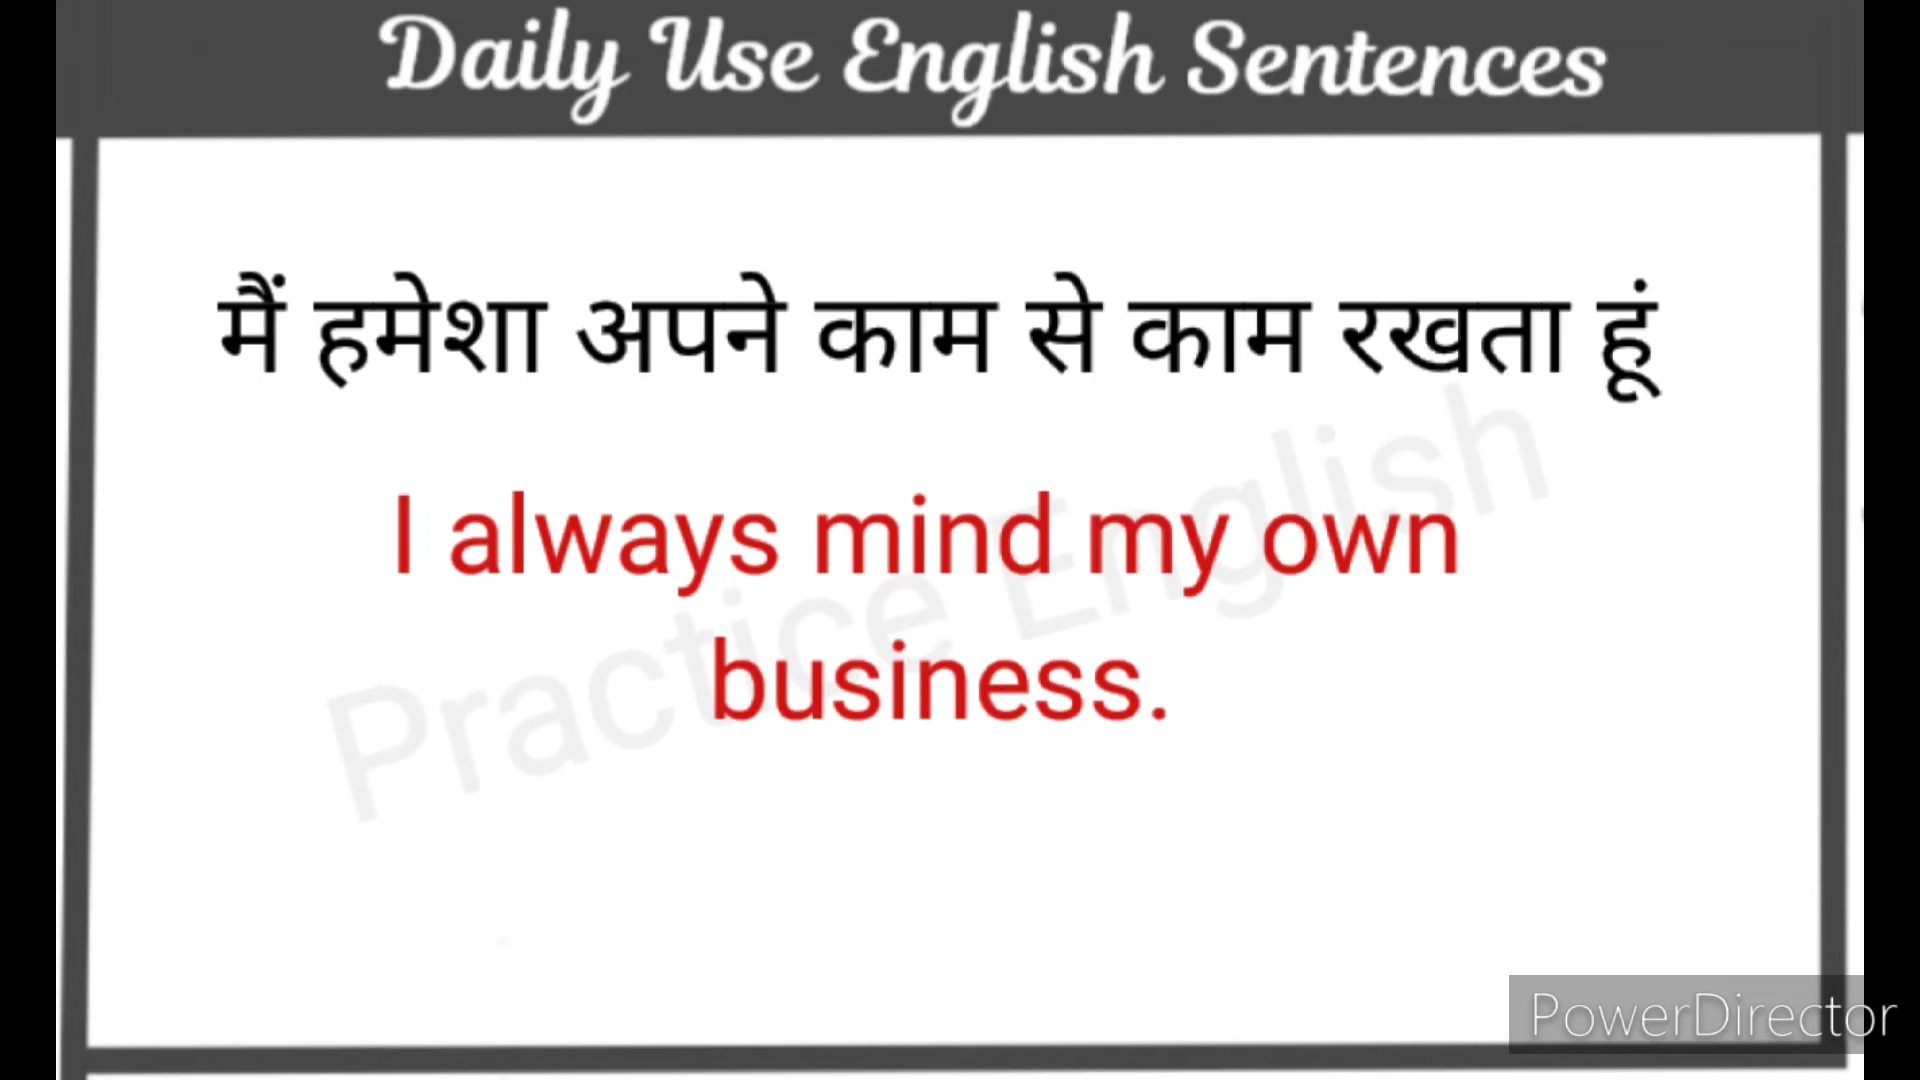 Daily Use English Sentences
मैं हमेशा अपने काम से काम रखता हूं
I always mind my own
business.
Practice English
PowerDirector